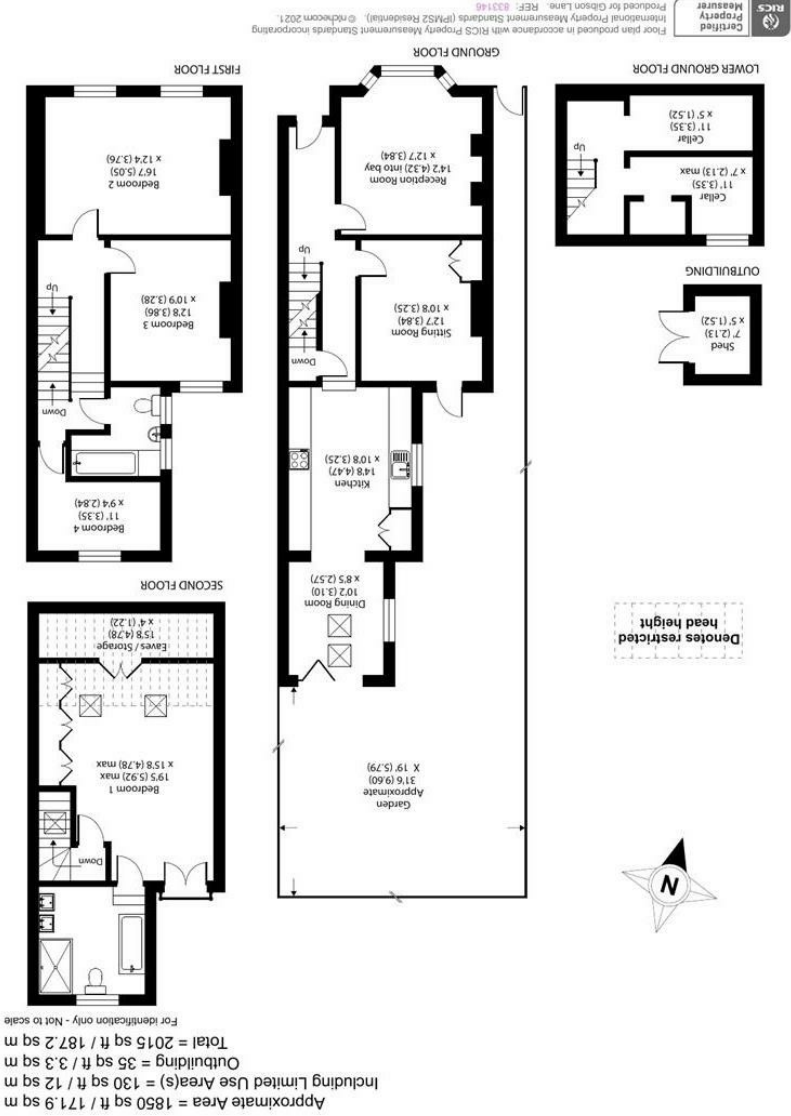 Approximate Area = 1850 sq ft / 171.9 sq m
Including Limited Use Area(s) = 130 sq ft / 12 sq m
Outbuilding = 35 sq ft / 3.3 sq m
Total = 2015 sq ft / 187.2 sq m
For identification only - Not to scale
Down
Bedroom 1
19'5 (5.92) max
x 15'8 (4.78) max
Eaves / Storage
15'8 (4.78)
x 4' (1.22)
SECOND FLOOR
N
Garden
Approximate
31'6 (9.60)
X 19' (5.79)
Denotes restricted
head height
Dining Room
10'2 (3.10)
x 8'5 (2.57)
Kitchen
14'8 (4.47)
x 10'8 (3.25)
Down
Sitting Room
12'7 (3.84)
x 10'8 (3.25)
Up
Reception Room
14'2 (4.32) into bay
x 12'7 (3.84)
GROUND FLOOR
Bedroom 4
11' (3.35)
x 9'4 (2.84)
Down
Bedroom 3
12'8 (3.86)
x 10'9 (3.28)
Up
Bedroom 2
16'7 (5.05)
x 12'4 (3.76)
FIRST FLOOR
Shed
7' (2.13)
x 5' (1.52)
OUTBUILDING
Cellar
11' (3.35)
x 7' (2.13) max
Up
Cellar
11' (3.35)
x 5' (1.52)
LOWER GROUND FLOOR
RICS
Certified
Property
Measurer
Floor plan produced in accordance with RICS Property Measurement Standards incorporating
International Property Measurement Standards (IPMS2 Residential). © nichecom 2021.
Produced for Gibson Lane. REF: 833146